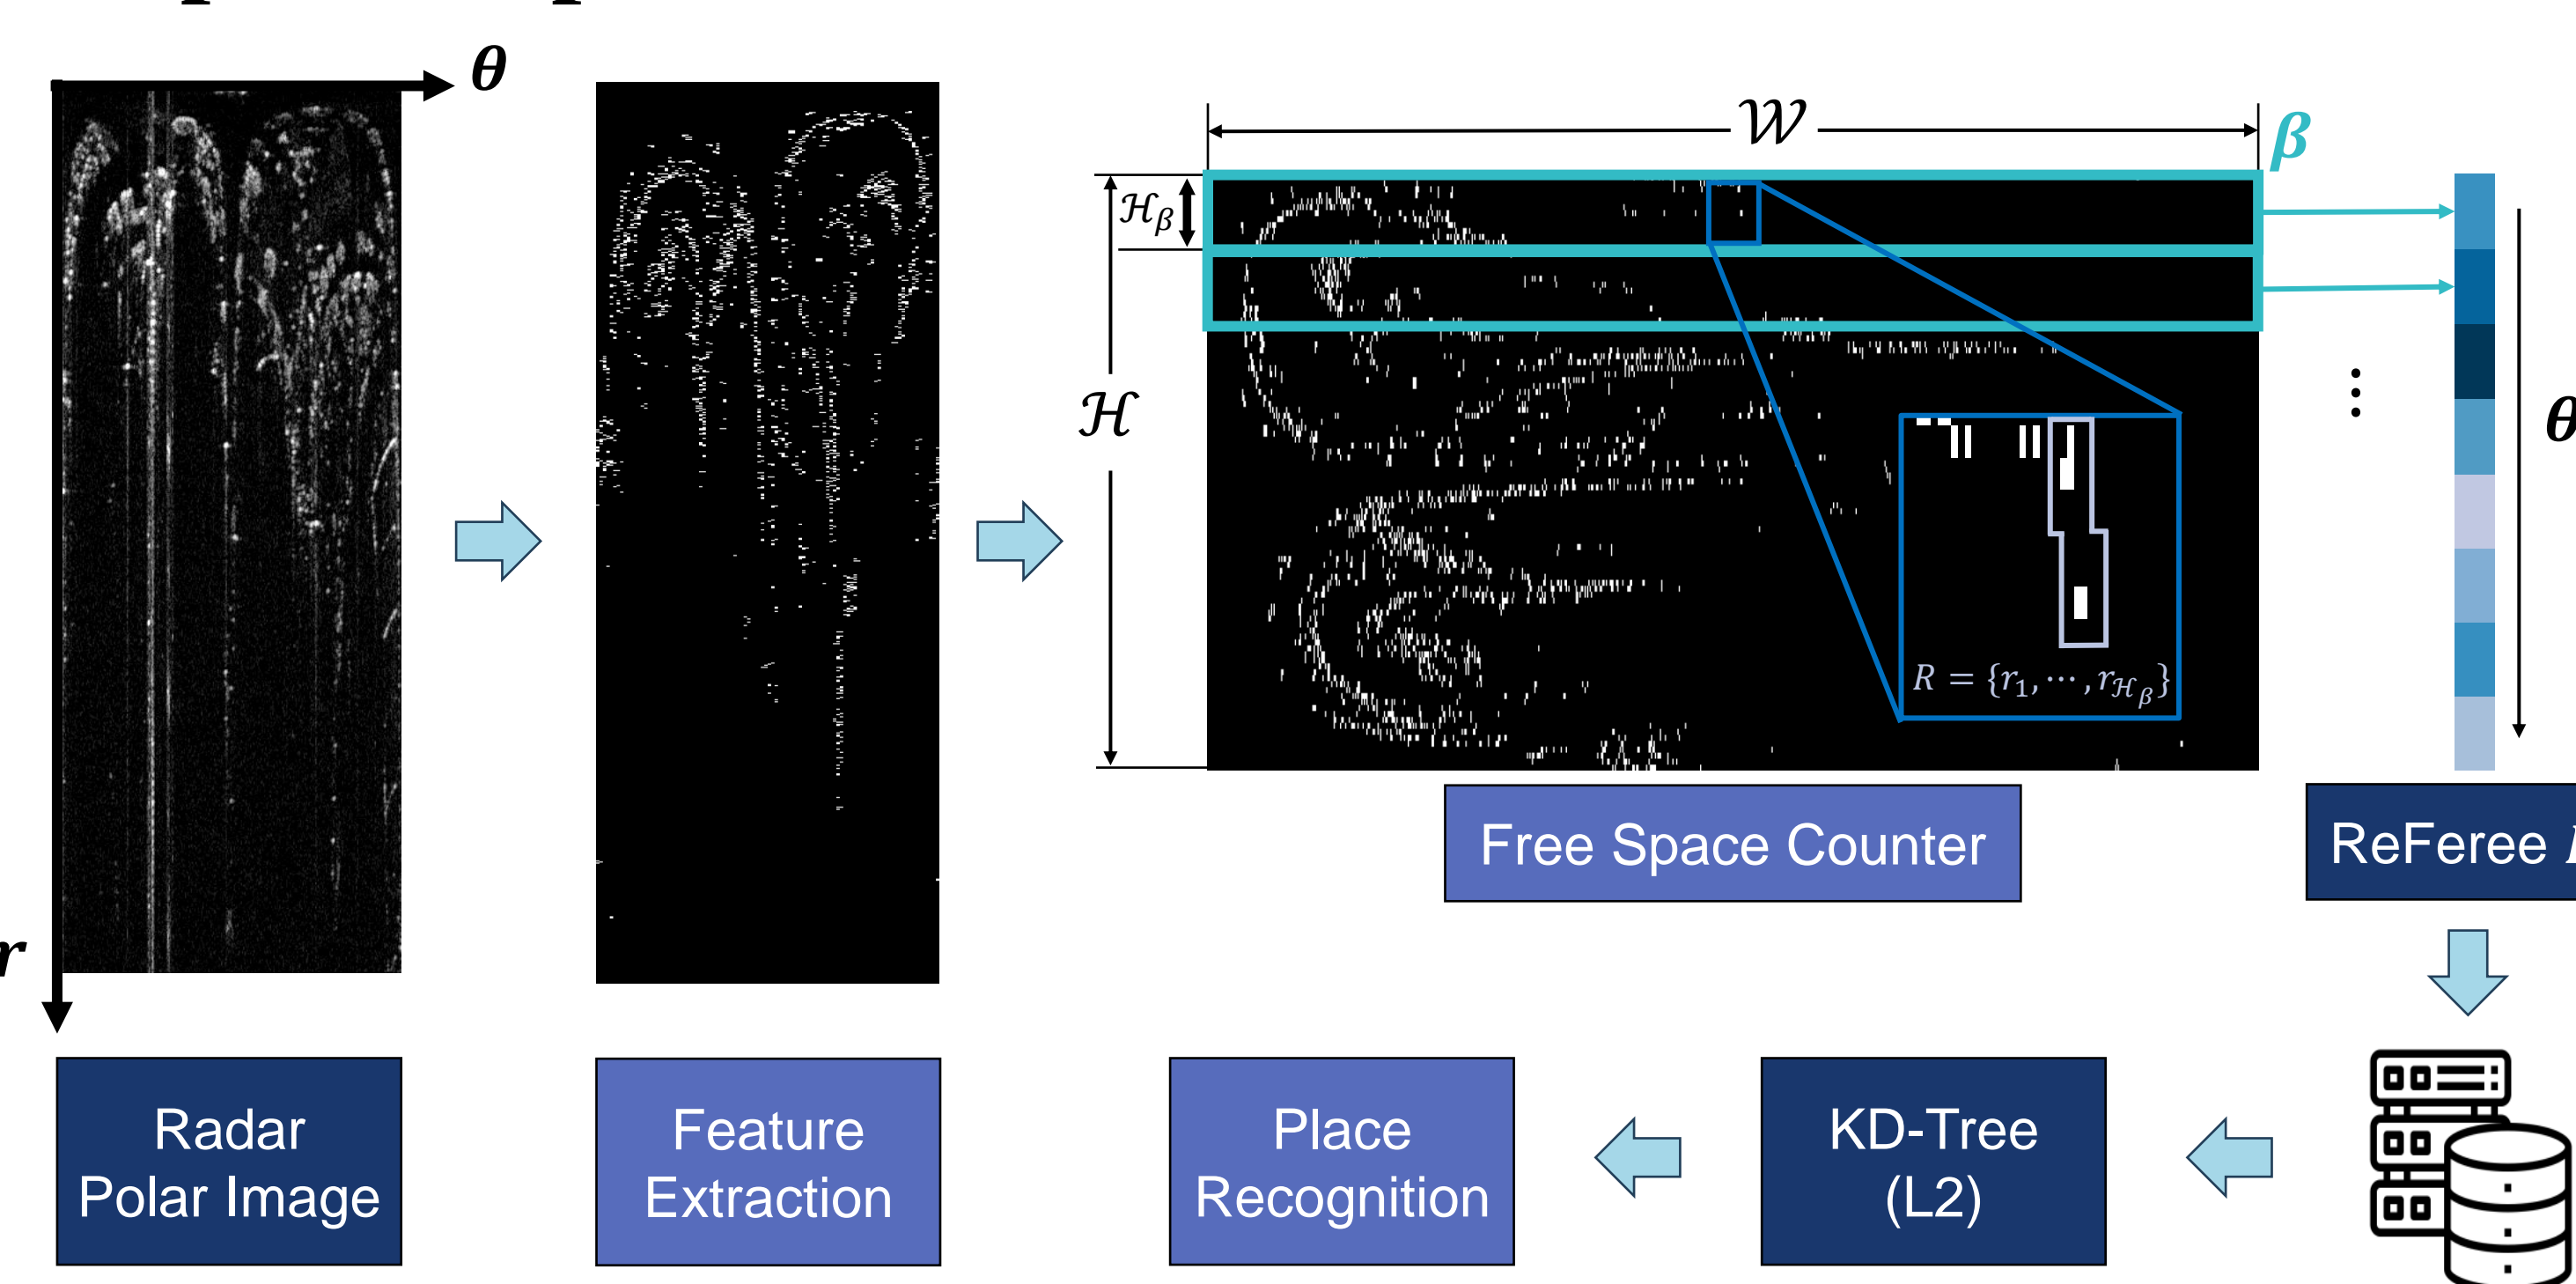 θ
r
𝒲
β
ℋ_β
ℋ
R = {r_1, ⋯, r_{ℋ_β}}
⋮
θ
Free Space Counter
ReFeree
Radar
Polar Image
Feature
Extraction
Place
Recognition
KD-Tree
(L2)